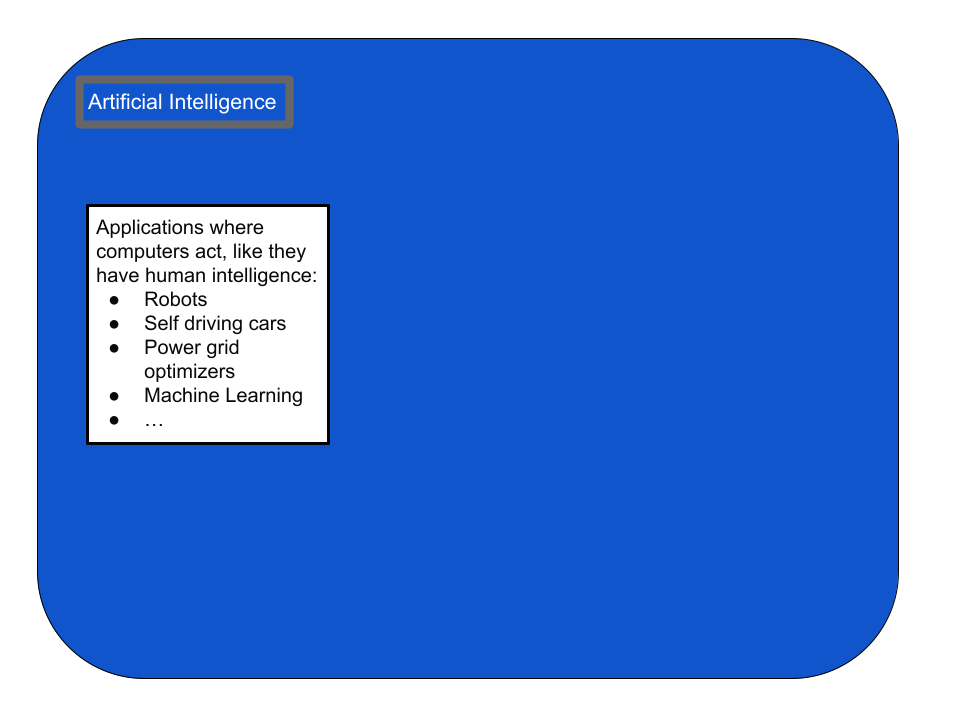 Artificial Intelligence
Applications where
computers act, like they
have human intelligence:
● Robots
● Self driving cars
● Power grid
optimizers
● Machine Learning
● …